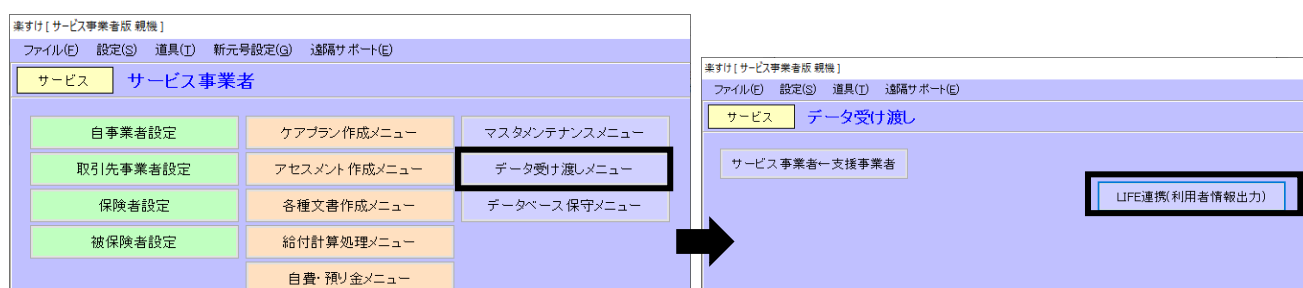 楽すけ [ サービス事業者版 親機 ]
ファイル(F) 設定(S) 道具(T) 新元号設定(G) 遠隔サポート(E)
サービス サービス事業者
自事業者設定 ケアプラン作成メニュー マスタメンテナンスメニュー
取引先事業者設定 アセスメント作成メニュー データ受け渡しメニュー
保険者設定 各種文書作成メニュー データベース保守メニュー
被保険者設定 給付計算処理メニュー
自費・預り金メニュー
楽すけ [ サービス事業者版 親機 ]
ファイル(F) 設定(S) 道具(T) 遠隔サポート(E)
サービス データ受け渡し
サービス事業者←支援事業者
LIFE連携(利用者情報出力)